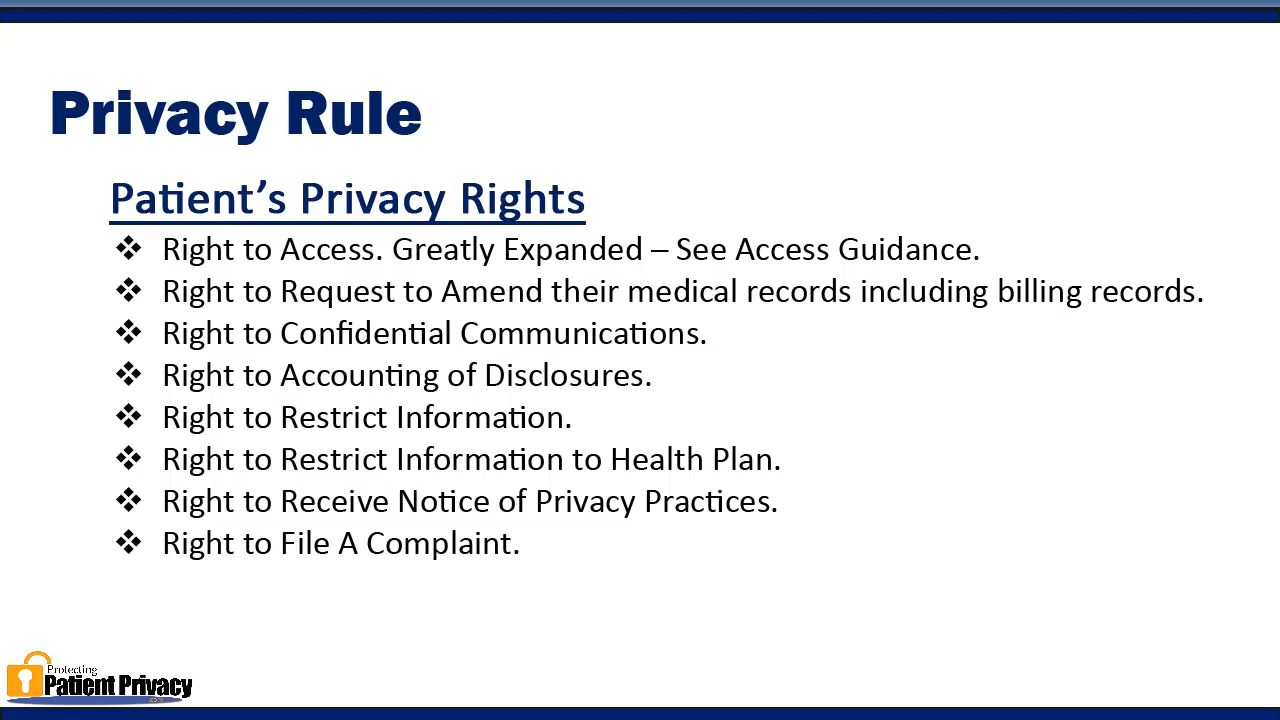 Privacy Rule
Patient’s Privacy Rights
❖ Right to Access. Greatly Expanded – See Access Guidance.
❖ Right to Request to Amend their medical records including billing records.
❖ Right to Confidential Communications.
❖ Right to Accounting of Disclosures.
❖ Right to Restrict Information.
❖ Right to Restrict Information to Health Plan.
❖ Right to Receive Notice of Privacy Practices.
❖ Right to File A Complaint.
Protecting
Patient Privacy
.com